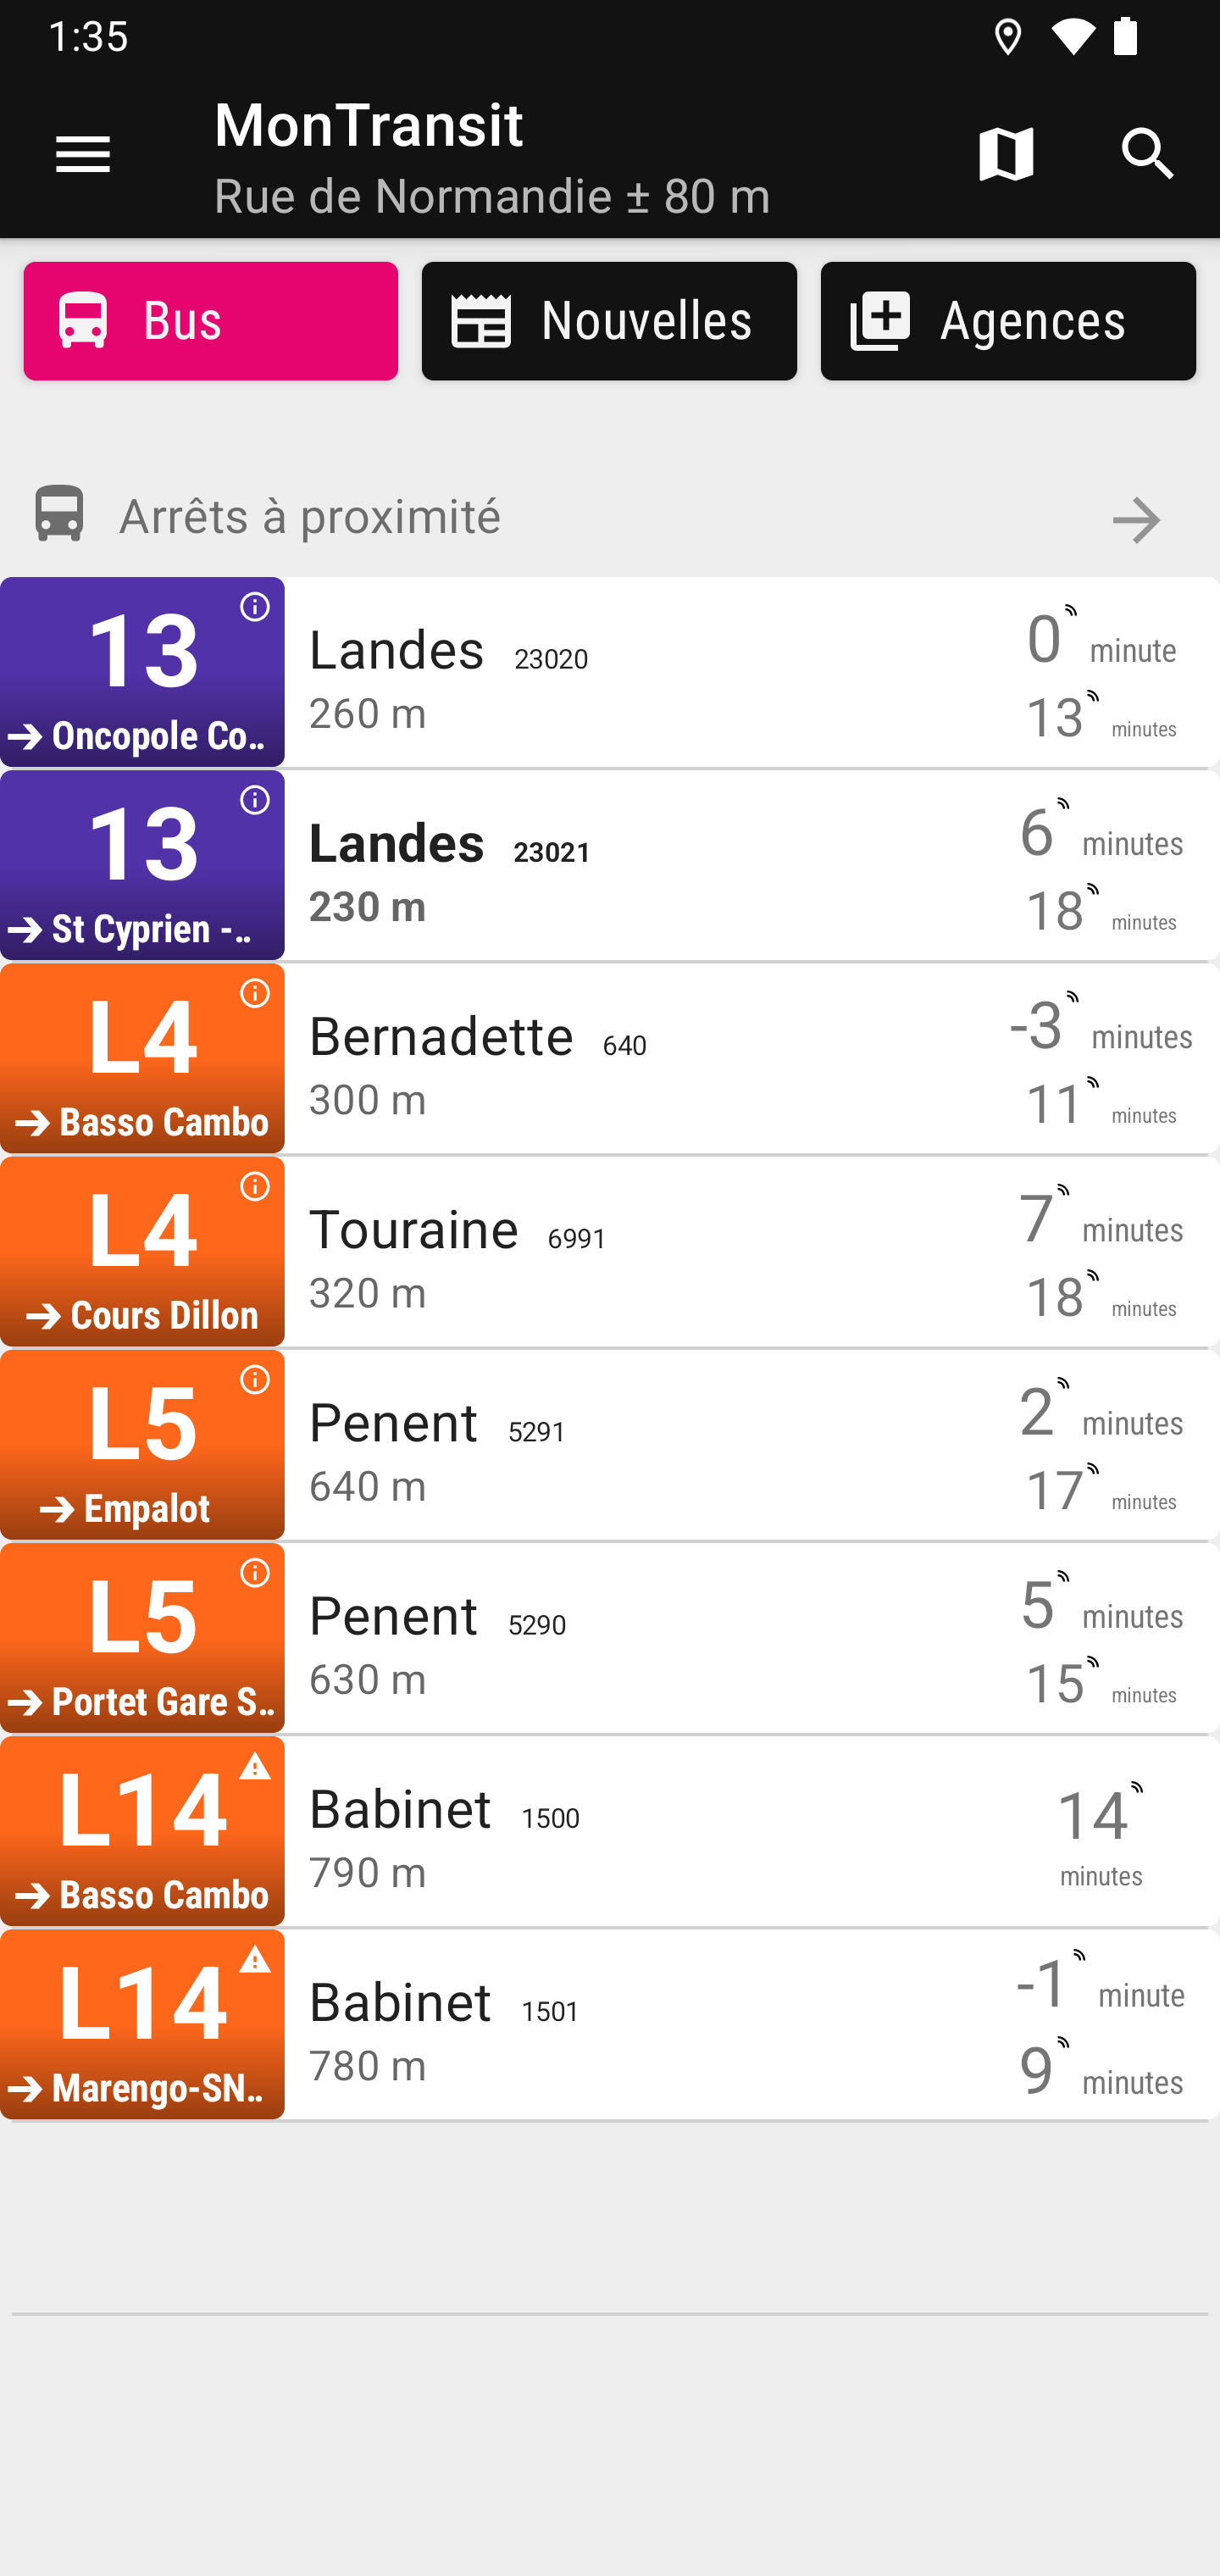 1:35
MonTransit
Rue de Normandie ± 80 m
Bus
Nouvelles
Agences
Arrêts à proximité
13
→ Oncopole Co…
Landes 23020
260 m
0 minute
13 minutes
13
→ St Cyprien -…
Landes 23021
230 m
6 minutes
18 minutes
L4
→ Basso Cambo
Bernadette 640
300 m
-3 minutes
11 minutes
L4
→ Cours Dillon
Touraine 6991
320 m
7 minutes
18 minutes
L5
→ Empalot
Penent 5291
640 m
2 minutes
17 minutes
L5
→ Portet Gare S…
Penent 5290
630 m
5 minutes
15 minutes
L14
→ Basso Cambo
Babinet 1500
790 m
14
minutes
L14
→ Marengo-SN…
Babinet 1501
780 m
-1 minute
9 minutes